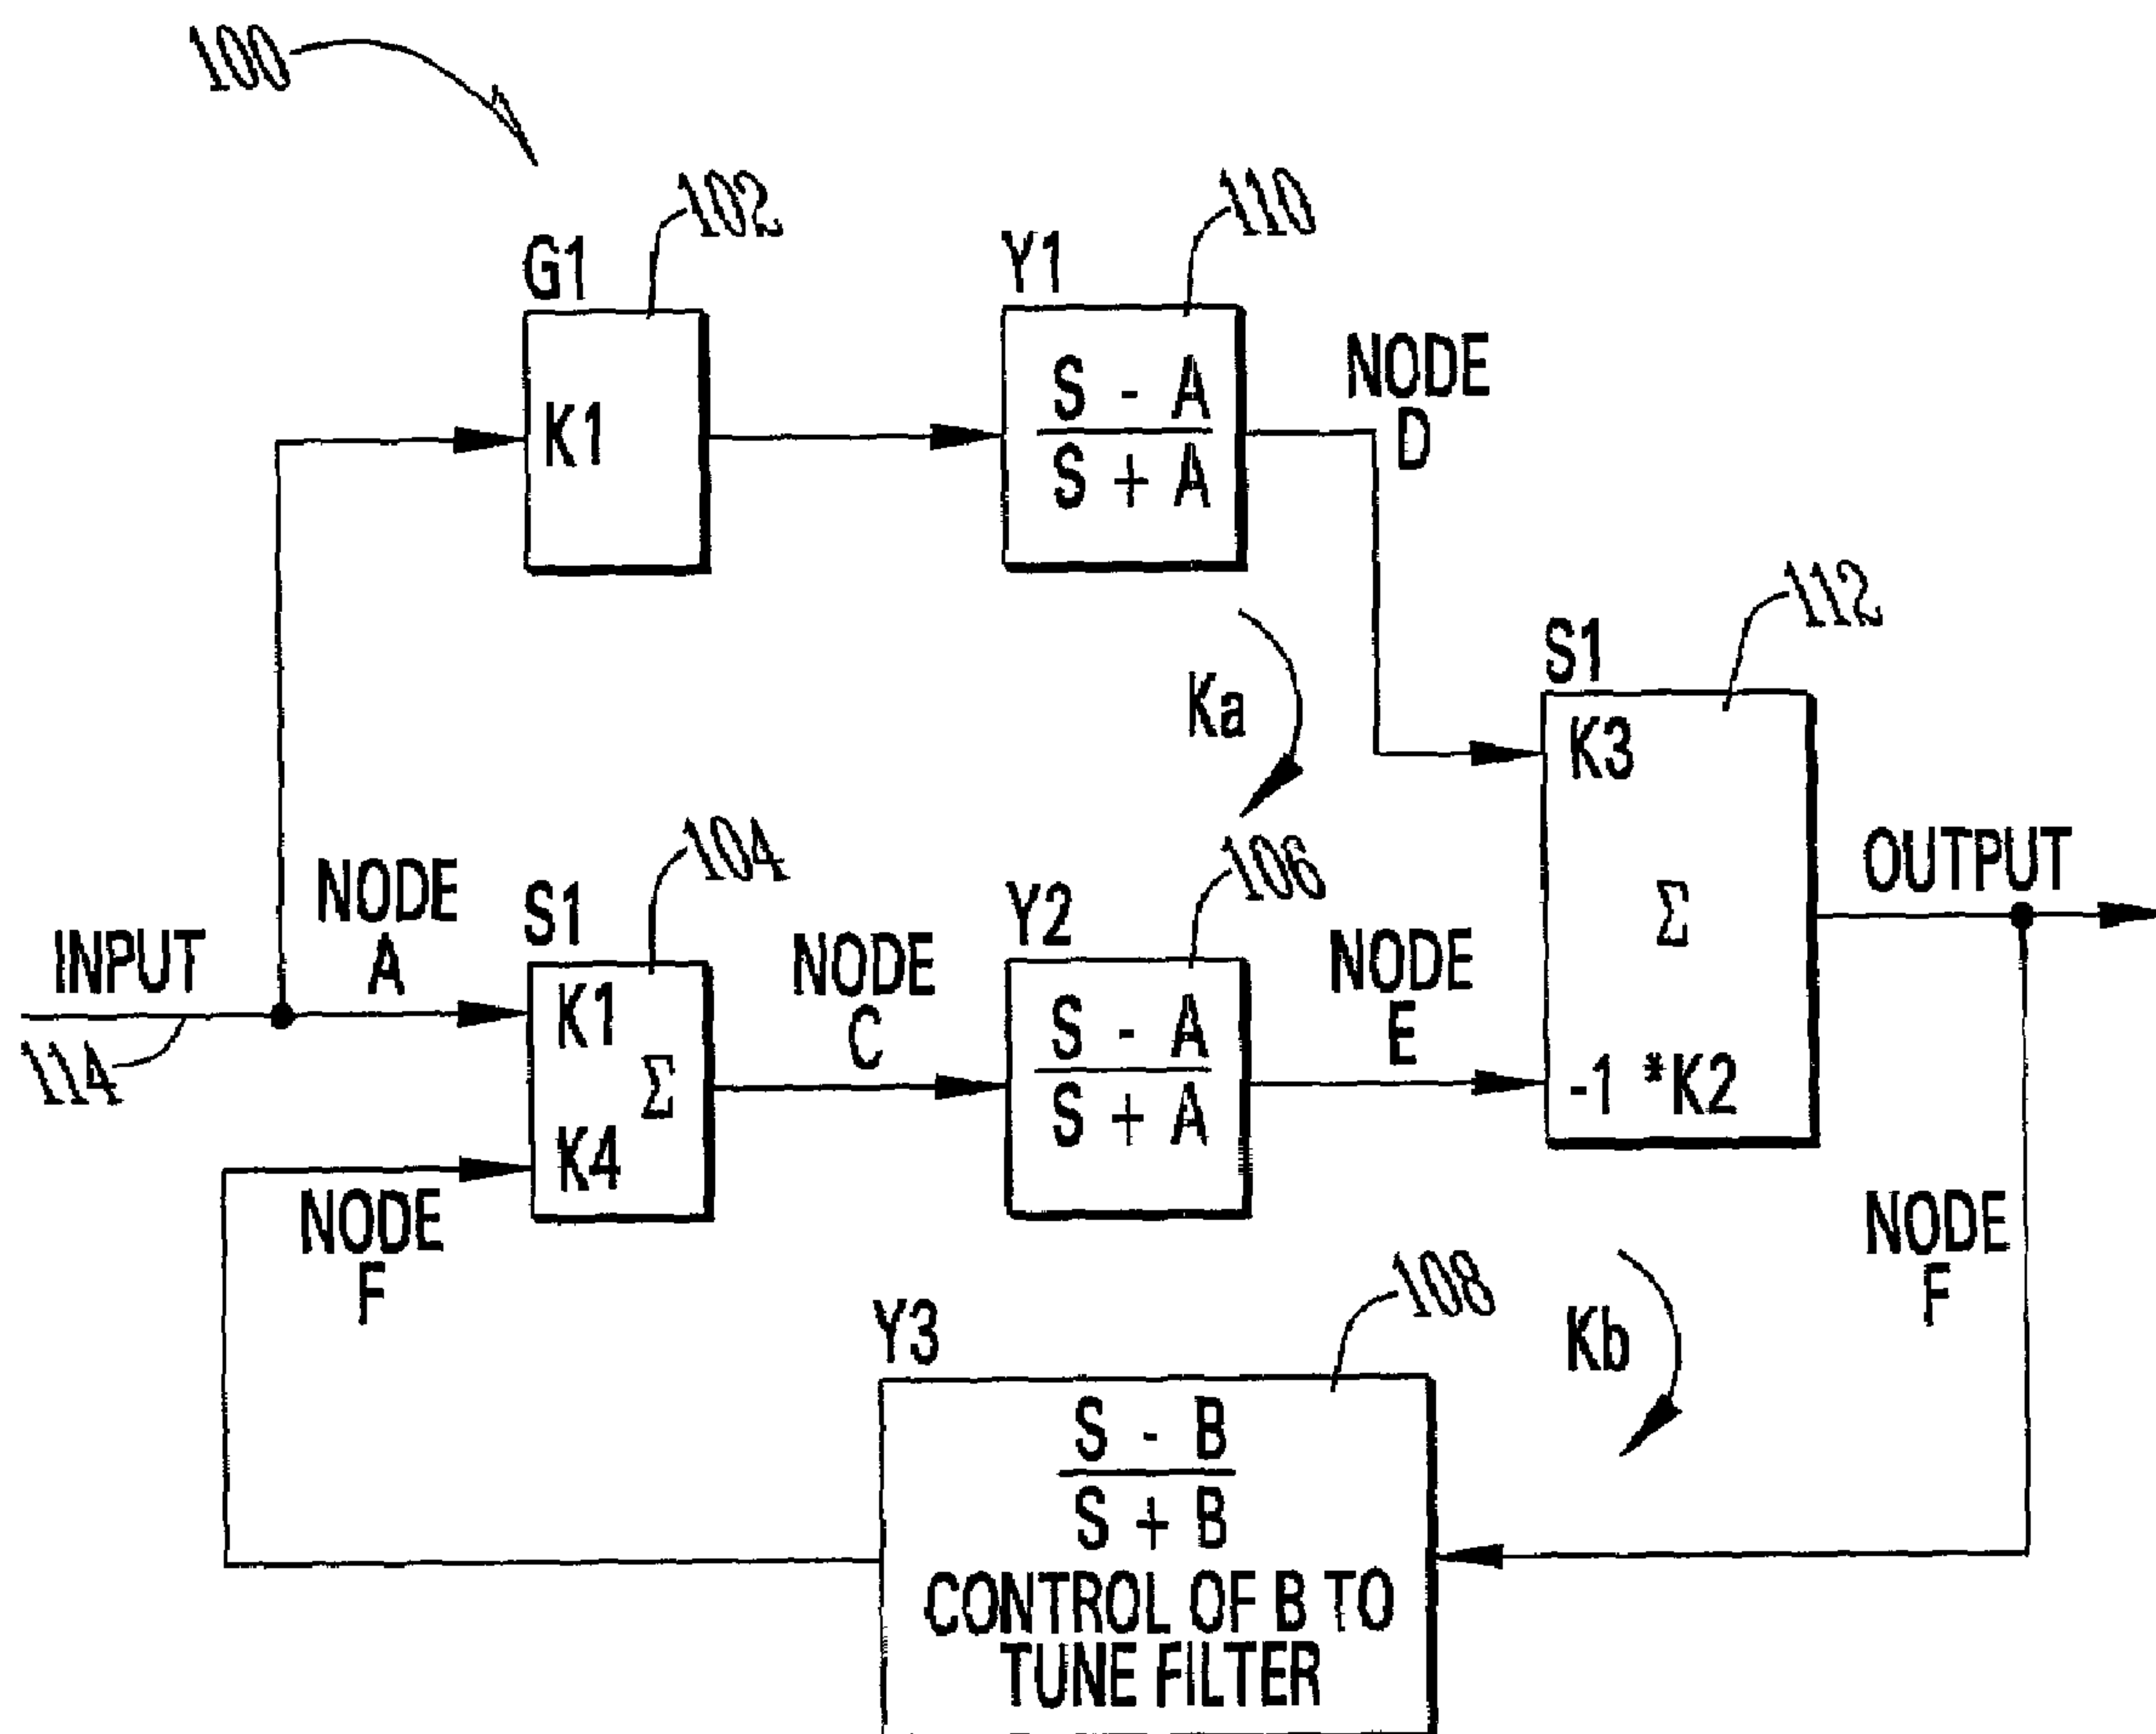 100
102
110
G1
Y1
K1
S - A
S + A
NODE
D
112
S1
K3
Ka
Σ
-1 *K2
OUTPUT
104
106
NODE
A
INPUT
114
S1
K1
Σ
K4
NODE
C
Y2
S - A
S + A
NODE
E
NODE
F
NODE
F
108
Kb
Y3
S - B
S + B
CONTROL OF B TO
TUNE FILTER